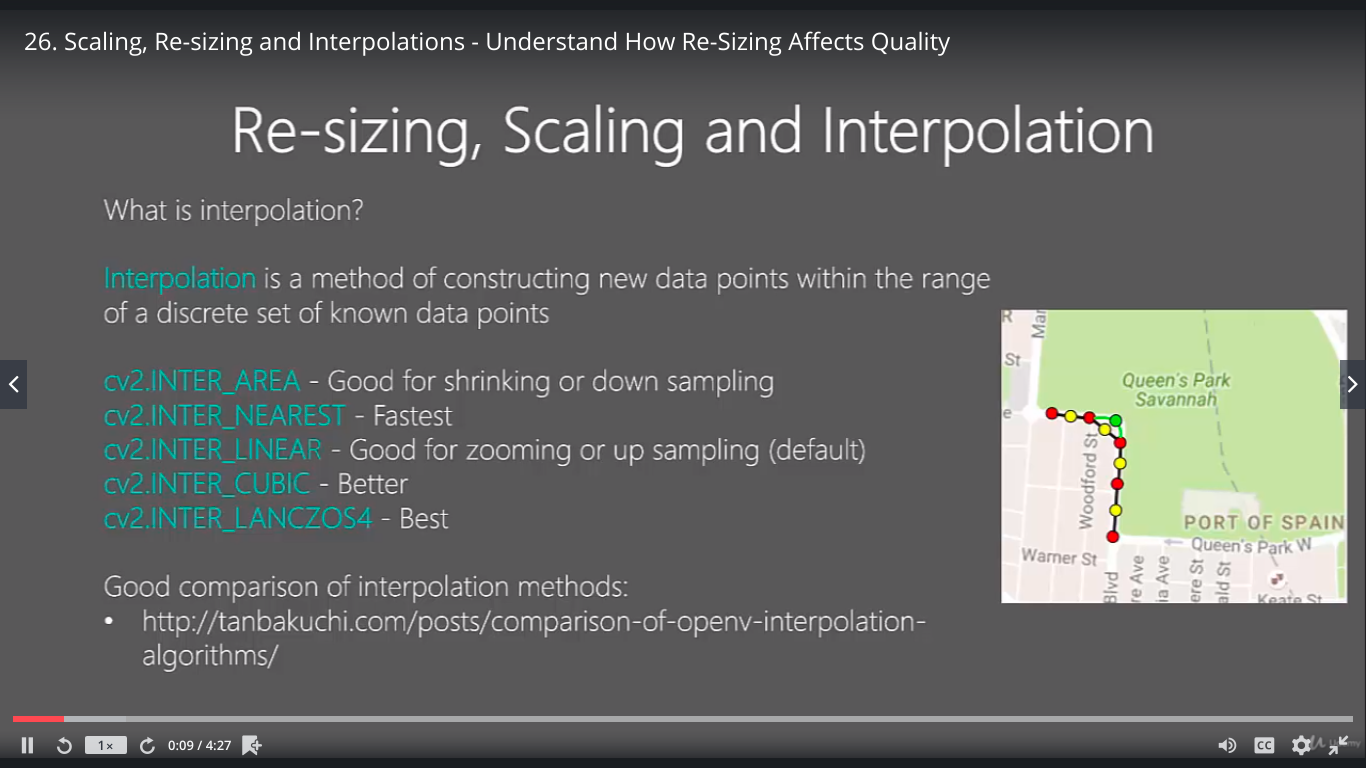 26. Scaling, Re-sizing and Interpolations - Understand How Re-Sizing Affects Quality
Re-sizing, Scaling and Interpolation
What is interpolation?
Interpolation is a method of constructing new data points within the range
of a discrete set of known data points
cv2.INTER_AREA - Good for shrinking or down sampling
cv2.INTER_NEAREST - Fastest
cv2.INTER_LINEAR - Good for zooming or up sampling (default)
cv2.INTER_CUBIC - Better
cv2.INTER_LANCZOS4 - Best
Good comparison of interpolation methods:
• http://tanbakuchi.com/posts/comparison-of-openv-interpolation-
algorithms/
R
Mar
St
e
Queen's Park
Savannah
Woodford St
PORT OF SPAIN
Queen's Park W
Warner St
Blvd
re Ave
ia Ave
ere St
ald St
Keate St
1×
0:09 / 4:27
CC